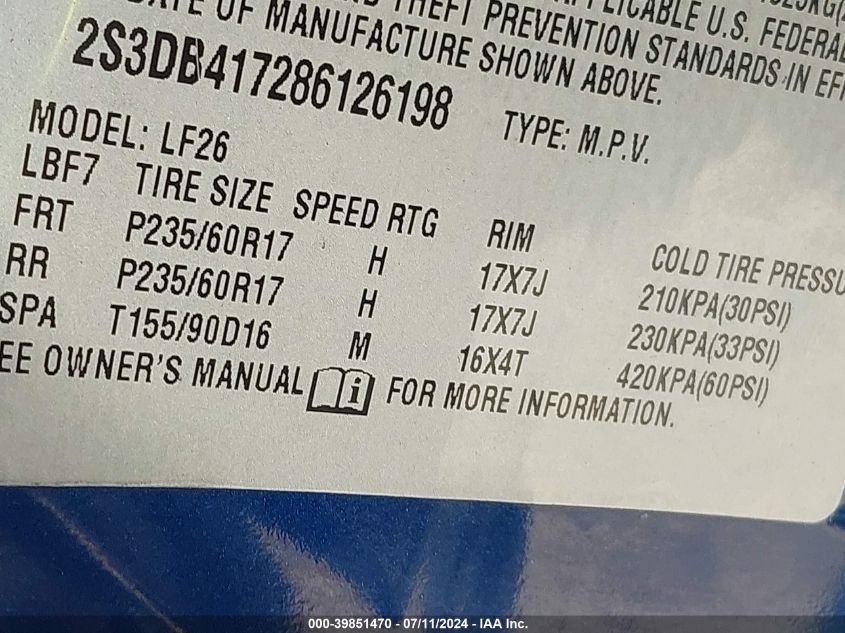 THEFT PREVENTION STANDARDS IN
APPLICABLE U.S. FEDERAL
OF MANUFACTURE SHOWN ABOVE.
2S3DB417286126198
TYPE: M.P.V.
MODEL: LF26
LBF7 TIRE SIZE SPEED RTG RIM COLD TIRE
FRT P235/60R17 H 17X7J 210KPA(30PSI)
RR P235/60R17 H 17X7J 230KPA(33PSI)
SPA T155/90D16 M 16X4T 420KPA(60PSI)
EE OWNER'S MANUAL i FOR MORE INFORMATION.
000-39851470 - 07/11/2024 - IAA Inc.